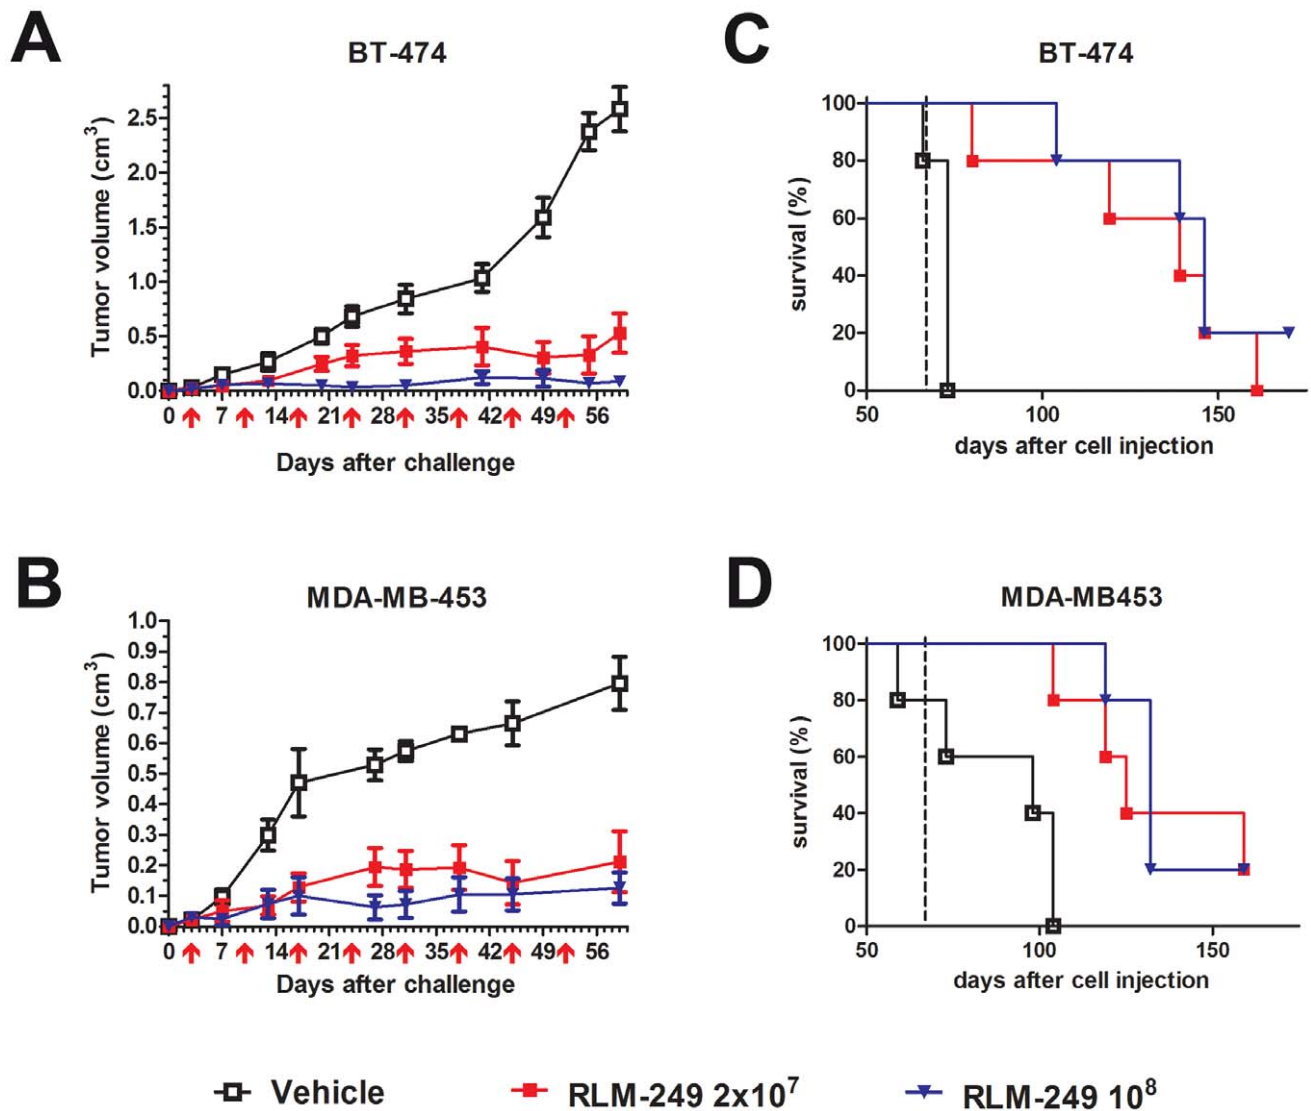 A
BT-474
Tumor volume (cm3)
2.5
2.0
1.5
1.0
0.5
0.0
0 7 14 21 28 35 42 49 56
Days after challenge
C
BT-474
survival (%)
100
80
60
40
20
0
50 100 150
days after cell injection
B
MDA-MB-453
Tumor volume (cm3)
1.0
0.9
0.8
0.7
0.6
0.5
0.4
0.3
0.2
0.1
0.0
0 7 14 21 28 35 42 49 56
Days after challenge
D
MDA-MB453
survival (%)
100
80
60
40
20
0
50 100 150
days after cell injection
Vehicle RLM-249 2x107 RLM-249 108